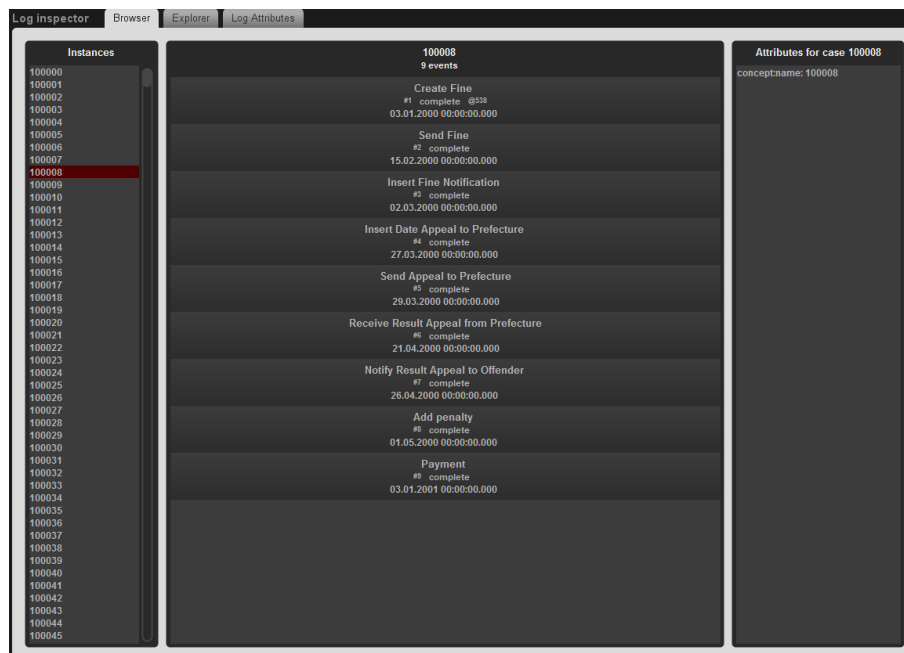 Log inspector
Browser
Explorer
Log Attributes
Instances
100000
100001
100002
100003
100004
100005
100006
100007
100008
100009
100010
100011
100012
100013
100014
100015
100016
100017
100018
100019
100020
100021
100022
100023
100024
100025
100026
100027
100028
100029
100030
100031
100032
100033
100034
100035
100036
100037
100038
100039
100040
100041
100042
100043
100044
100045
100008
9 events
Create Fine
#1 complete @538
03.01.2000 00:00:00.000
Send Fine
#2 complete
15.02.2000 00:00:00.000
Insert Fine Notification
#3 complete
02.03.2000 00:00:00.000
Insert Date Appeal to Prefecture
#4 complete
27.03.2000 00:00:00.000
Send Appeal to Prefecture
#5 complete
29.03.2000 00:00:00.000
Receive Result Appeal from Prefecture
#6 complete
21.04.2000 00:00:00.000
Notify Result Appeal to Offender
#7 complete
26.04.2000 00:00:00.000
Add penalty
#8 complete
01.05.2000 00:00:00.000
Payment
#9 complete
03.01.2001 00:00:00.000
Attributes for case 100008
concept:name: 100008